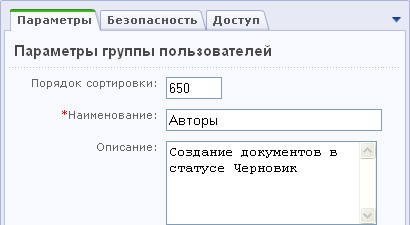 Параметры Безопасность Доступ
Параметры группы пользователей
Порядок сортировки: 650
*Наименование: Авторы
Описание: Создание документов в
статусе Черновик